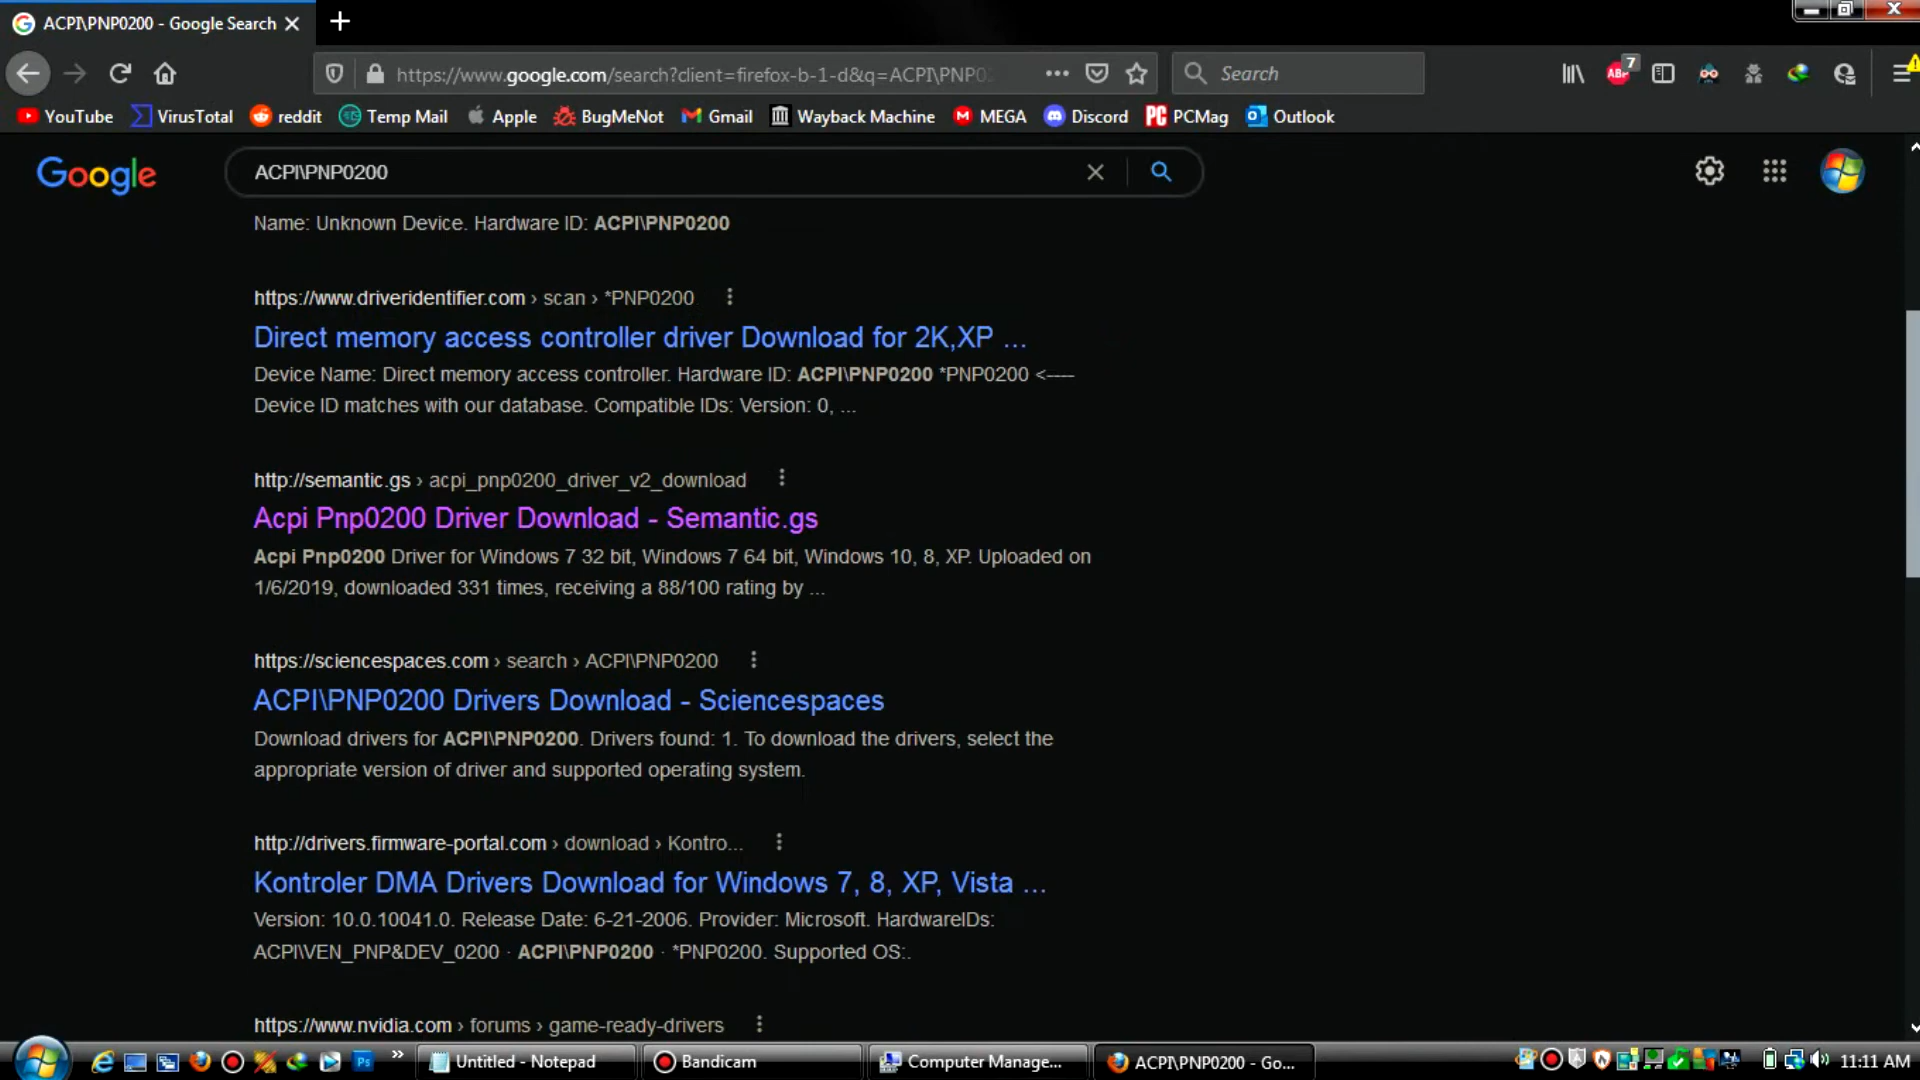 ACPI\PNP0200 - Google Search
https://www.google.com/search?client=firefox-b-1-d&q=ACPI\PNP0
Search
ABP 7
YouTube VirusTotal reddit Temp Mail Apple BugMeNot Gmail Wayback Machine MEGA Discord PC PCMag Outlook
Google
ACPI\PNP0200
Name: Unknown Device. Hardware ID: ACPI\PNP0200
https://www.driveridentifier.com › scan › *PNP0200
Direct memory access controller driver Download for 2K,XP ...
Device Name: Direct memory access controller. Hardware ID: ACPI\PNP0200 *PNP0200 <----
Device ID matches with our database. Compatible IDs: Version: 0, ...
http://semantic.gs › acpi_pnp0200_driver_v2_download
Acpi Pnp0200 Driver Download - Semantic.gs
Acpi Pnp0200 Driver for Windows 7 32 bit, Windows 7 64 bit, Windows 10, 8, XP. Uploaded on
1/6/2019, downloaded 331 times, receiving a 88/100 rating by ...
https://sciencespaces.com › search › ACPI\PNP0200
ACPI\PNP0200 Drivers Download - Sciencespaces
Download drivers for ACPI\PNP0200. Drivers found: 1. To download the drivers, select the
appropriate version of driver and supported operating system.
http://drivers.firmware-portal.com › download › Kontro...
Kontroler DMA Drivers Download for Windows 7, 8, XP, Vista ...
Version: 10.0.10041.0. Release Date: 6-21-2006. Provider: Microsoft. HardwareIDs:
ACPI\VEN_PNP&DEV_0200 · ACPI\PNP0200 · *PNP0200. Supported OS:.
https://www.nvidia.com › forums › game-ready-drivers
Ps » Untitled - Notepad Bandicam Computer Manage... ACPI\PNP0200 - Go... 11:11 AM